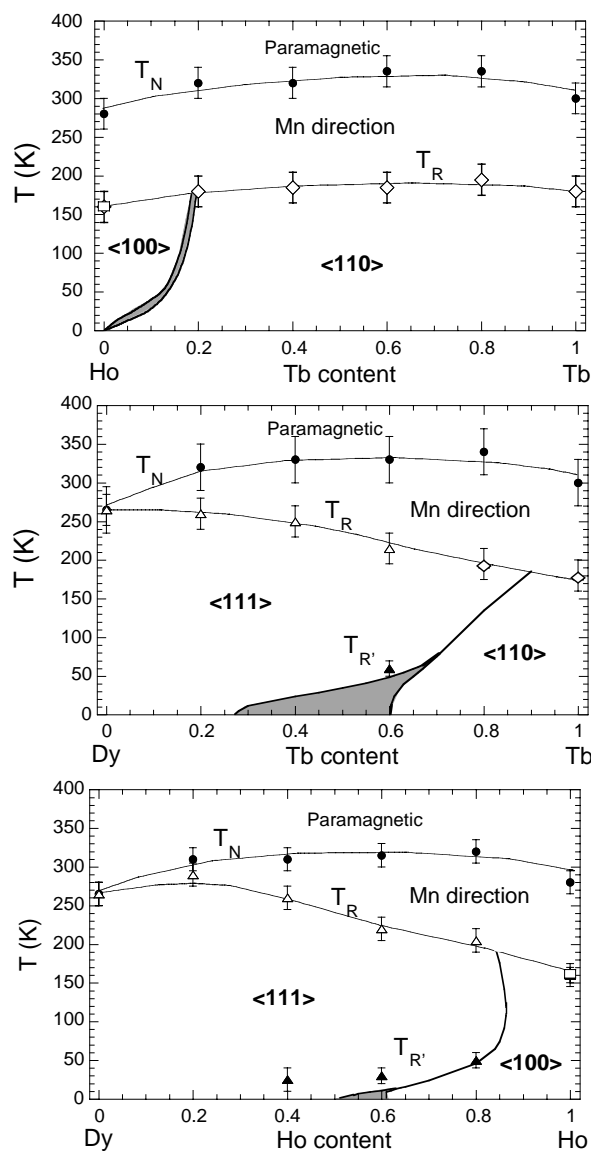 400
350
300
250
200
150
100
50
0
T (K)
Paramagnetic
T_N
Mn direction
T_R
<100>
<110>
0 0.2 0.4 0.6 0.8 1
Ho Tb content Tb
400
350
300
250
200
150
100
50
0
T (K)
Paramagnetic
T_N
Mn direction
T_R
<111>
T_R'
<110>
0 0.2 0.4 0.6 0.8 1
Dy Tb content Tb
400
350
300
250
200
150
100
50
0
T (K)
Paramagnetic
T_N
Mn direction
T_R
<111>
T_R'
<100>
0 0.2 0.4 0.6 0.8 1
Dy Ho content Ho